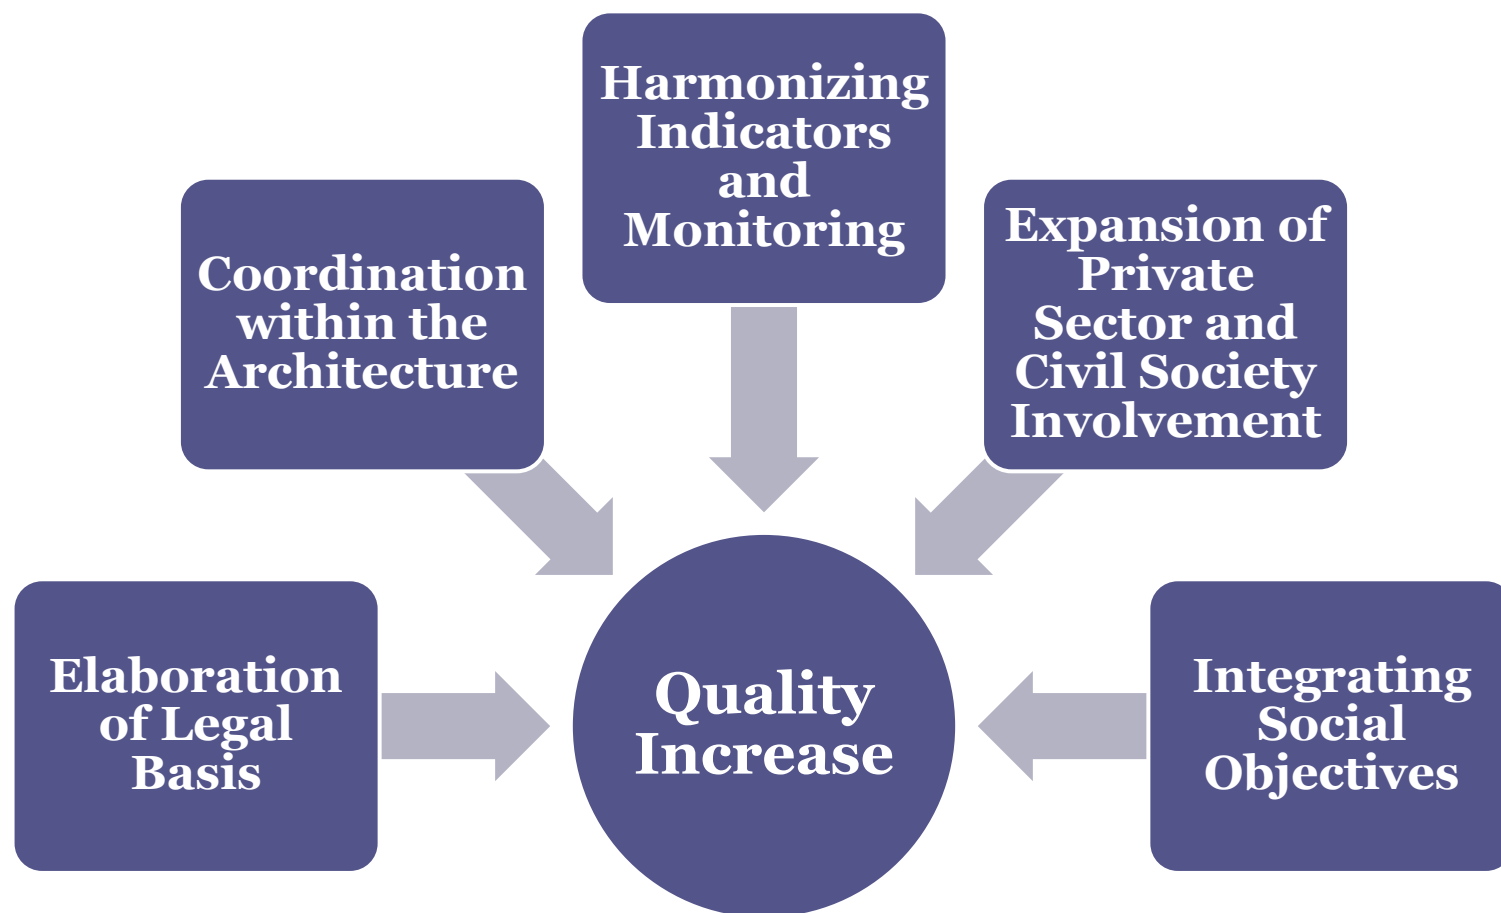 Harmonizing
Indicators
and
Monitoring
Coordination
within the
Architecture
Expansion of
Private
Sector and
Civil Society
Involvement
Elaboration
of Legal
Basis
Quality
Increase
Integrating
Social
Objectives